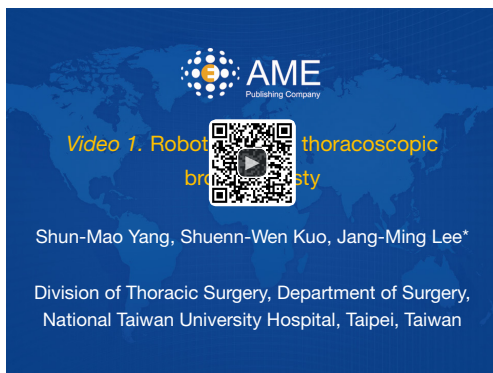 AME
Publishing Company
Video 1. Robot thoracoscopic
bro sty
Shun-Mao Yang, Shuenn-Wen Kuo, Jang-Ming Lee*
Division of Thoracic Surgery, Department of Surgery,
National Taiwan University Hospital, Taipei, Taiwan